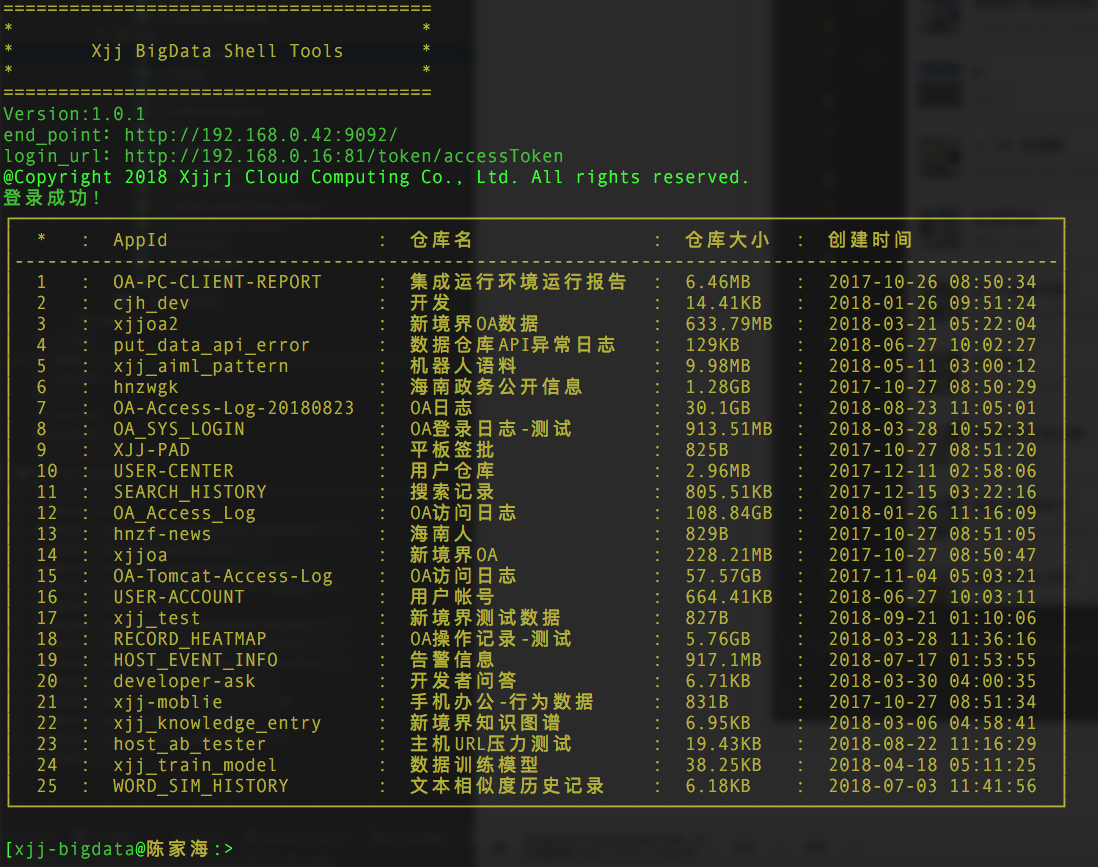 =======================================
*                                     *
*       Xjj BigData Shell Tools       *
*                                     *
=======================================
Version:1.0.1
end_point: http://192.168.0.42:9092/
login_url: http://192.168.0.16:81/token/accessToken
@Copyright 2018 Xjjrj Cloud Computing Co., Ltd. All rights reserved.
登录成功!
* : AppId : 仓库名 : 仓库大小 : 创建时间
-----------------------------------------------------------------------------------------------
1 : OA-PC-CLIENT-REPORT : 集成运行环境运行报告 : 6.46MB : 2017-10-26 08:50:34
2 : cjh_dev : 开发 : 14.41KB : 2018-01-26 09:51:24
3 : xjjoa2 : 新境界OA数据 : 633.79MB : 2018-03-21 05:22:04
4 : put_data_api_error : 数据仓库API异常日志 : 129KB : 2018-06-27 10:02:27
5 : xjj_aiml_pattern : 机器人语料 : 9.98MB : 2018-05-11 03:00:12
6 : hnzwgk : 海南政务公开信息 : 1.28GB : 2017-10-27 08:50:29
7 : OA-Access-Log-20180823 : OA日志 : 30.1GB : 2018-08-23 11:05:01
8 : OA_SYS_LOGIN : OA登录日志-测试 : 913.51MB : 2018-03-28 10:52:31
9 : XJJ-PAD : 平板签批 : 825B : 2017-10-27 08:51:20
10 : USER-CENTER : 用户仓库 : 2.96MB : 2017-12-11 02:58:06
11 : SEARCH_HISTORY : 搜索记录 : 805.51KB : 2017-12-15 03:22:16
12 : OA_Access_Log : OA访问日志 : 108.84GB : 2018-01-26 11:16:09
13 : hnzf-news : 海南人 : 829B : 2017-10-27 08:51:05
14 : xjjoa : 新境界OA : 228.21MB : 2017-10-27 08:50:47
15 : OA-Tomcat-Access-Log : OA访问日志 : 57.57GB : 2017-11-04 05:03:21
16 : USER-ACCOUNT : 用户帐号 : 664.41KB : 2018-06-27 10:03:11
17 : xjj_test : 新境界测试数据 : 827B : 2018-09-21 01:10:06
18 : RECORD_HEATMAP : OA操作记录-测试 : 5.76GB : 2018-03-28 11:36:16
19 : HOST_EVENT_INFO : 告警信息 : 917.1MB : 2018-07-17 01:53:55
20 : developer-ask : 开发者问答 : 6.71KB : 2018-03-30 04:00:35
21 : xjj-moblie : 手机办公-行为数据 : 831B : 2017-10-27 08:51:34
22 : xjj_knowledge_entry : 新境界知识图谱 : 6.95KB : 2018-03-06 04:58:41
23 : host_ab_tester : 主机URL压力测试 : 19.43KB : 2018-08-22 11:16:29
24 : xjj_train_model : 数据训练模型 : 38.25KB : 2018-04-18 05:11:25
25 : WORD_SIM_HISTORY : 文本相似度历史记录 : 6.18KB : 2018-07-03 11:41:56
[xjj-bigdata@陈家海:>